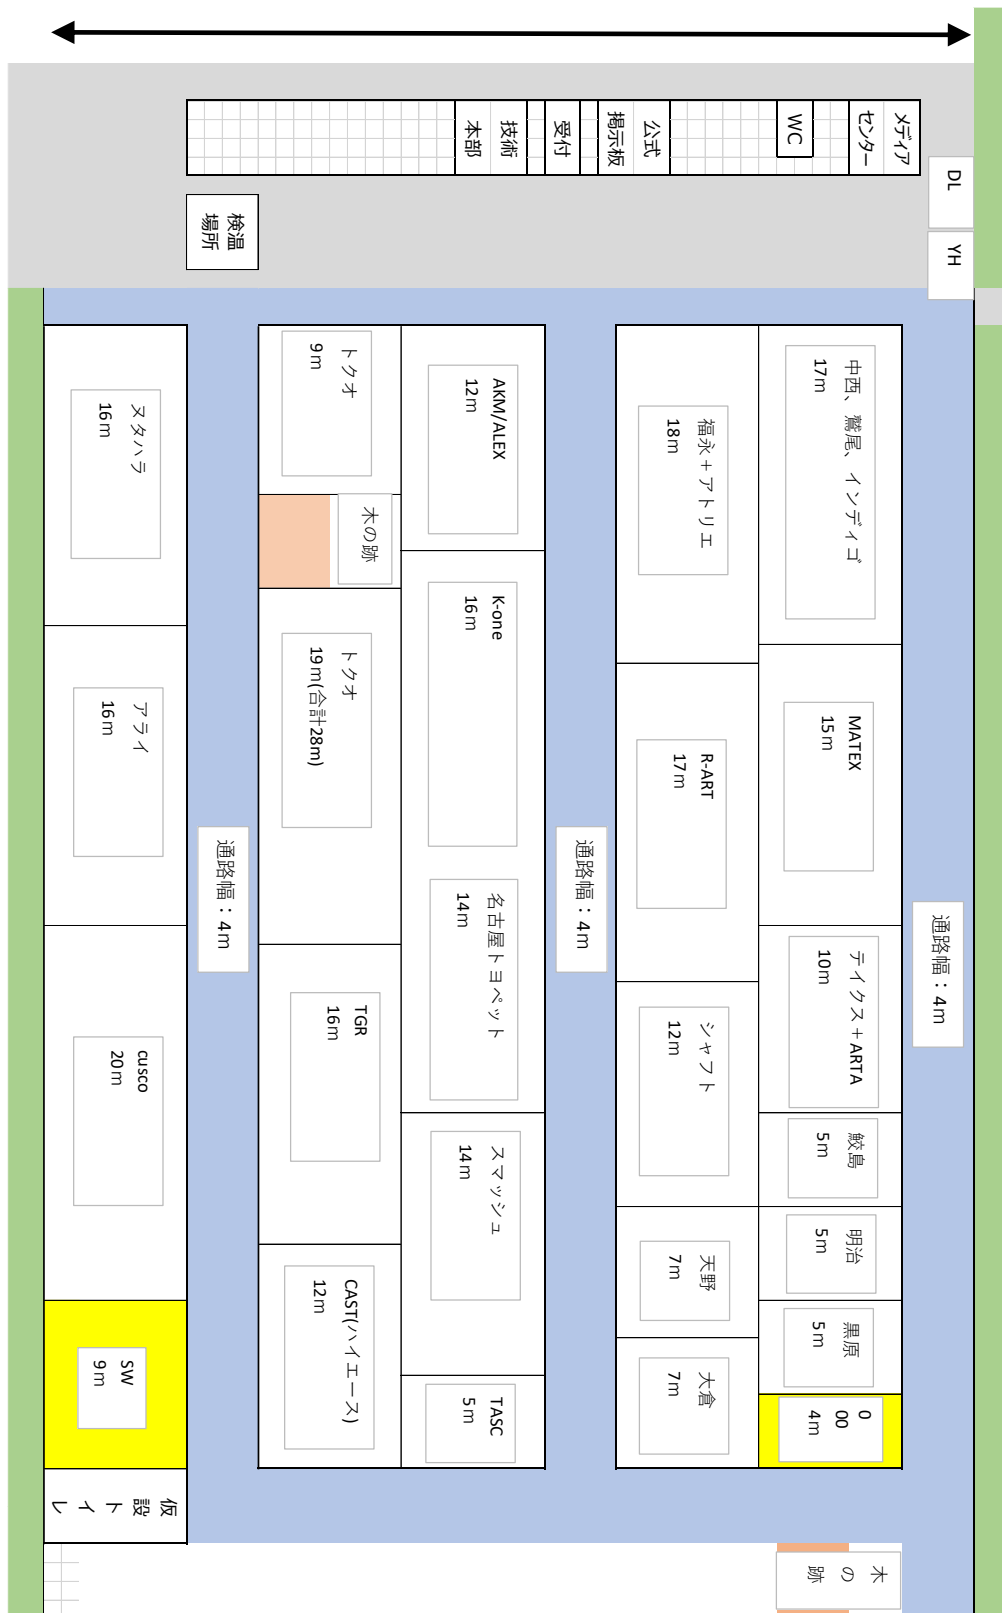 メディア
センター
WC
公式
掲示板
受付
技術
本部
DL
YH
検温
場所
中西、鷲尾、インディゴ
17m
MATEX
15m
テイクス+ARTA
10m
鮫島
5m
明治
5m
黒原
5m
0
00
4m
福永+アトリエ
18m
R-ART
17m
シャフト
12m
天野
7m
大倉
7m
AKM/ALEX
12m
K-one
16m
名古屋トヨペット
14m
スマッシュ
14m
TASC
5m
トクオ
9m
木の跡
トクオ
19m(合計28m)
TGR
16m
CAST(ハイエース)
12m
ヌタハラ
16m
アライ
16m
cusco
20m
SW
9m
仮設トイレ
通路幅：4m
通路幅：4m
通路幅：4m
木の跡